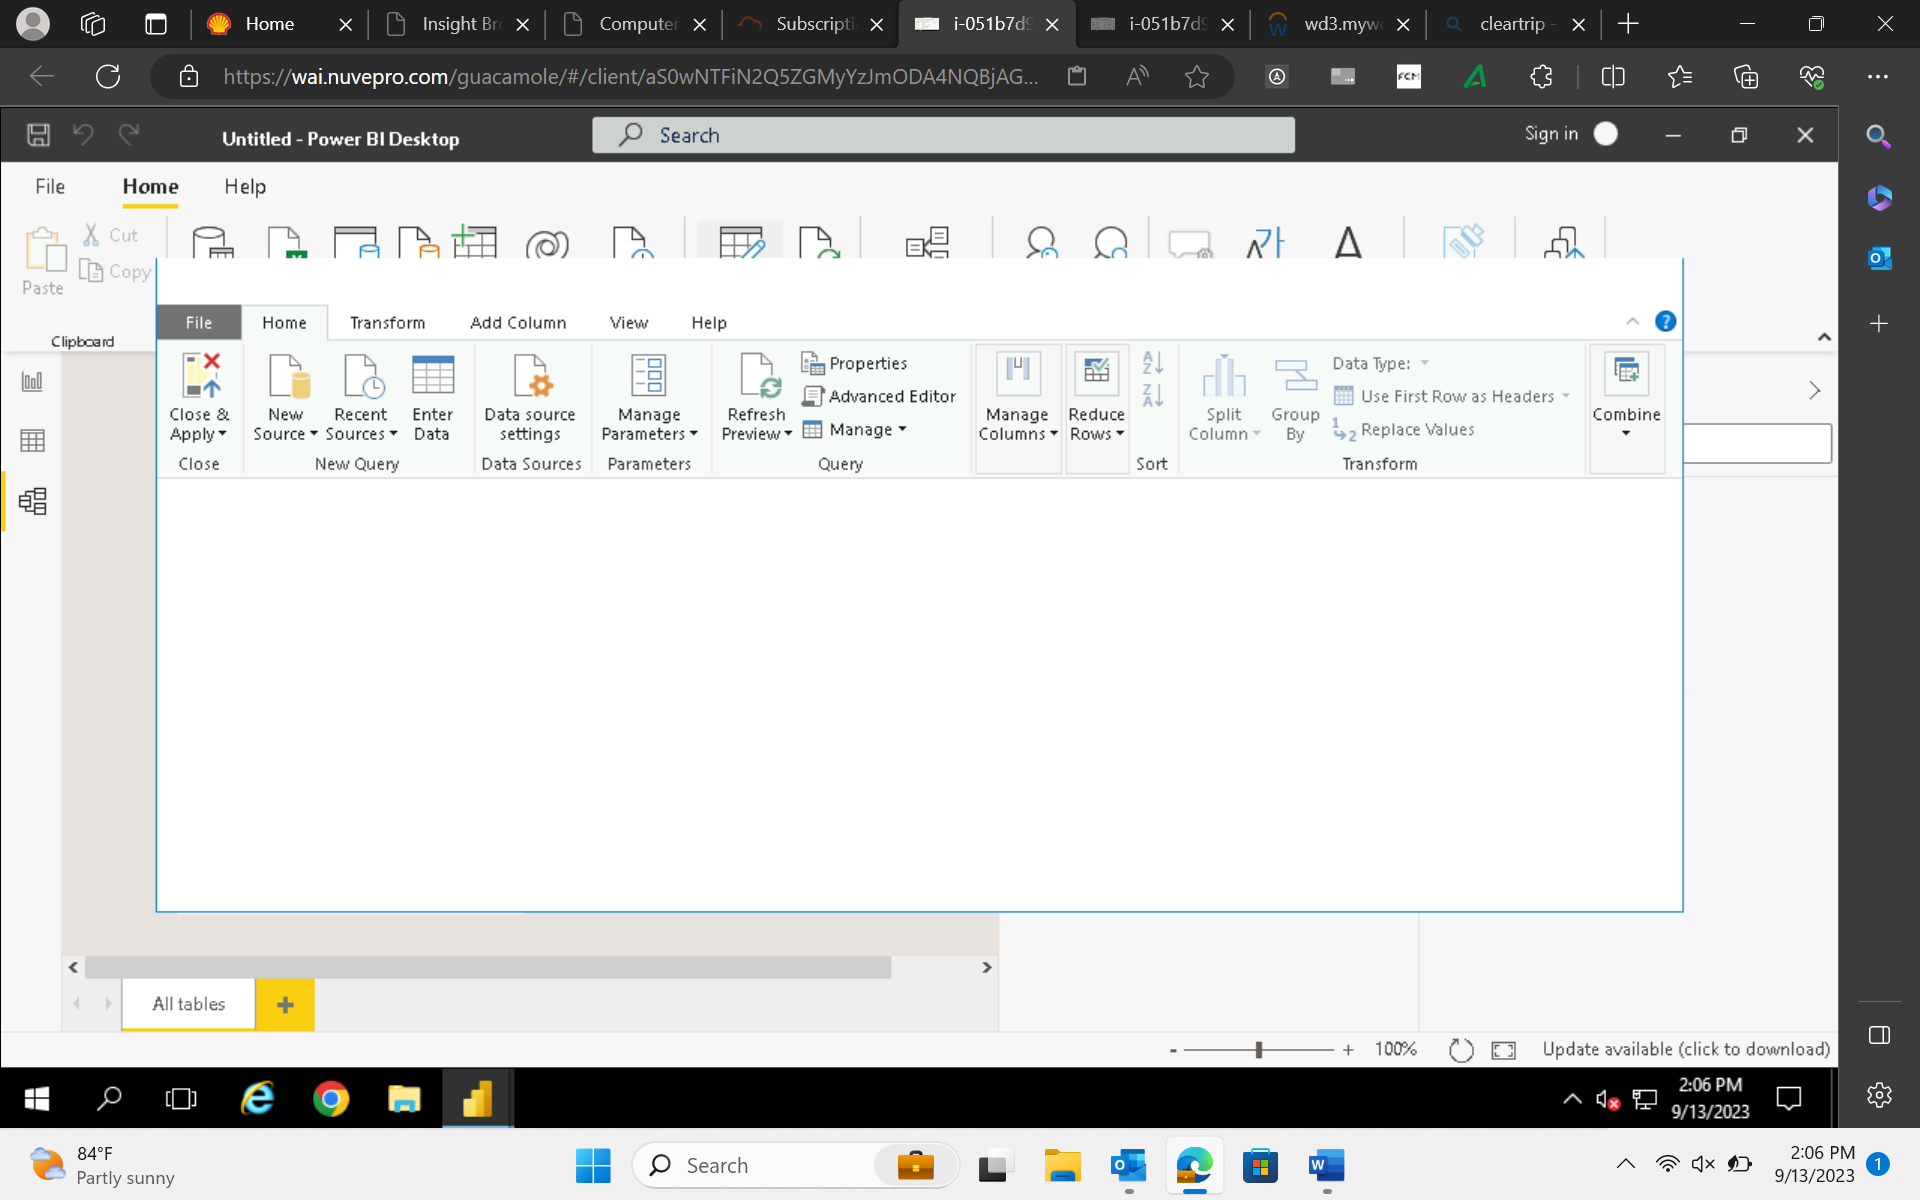 Home
Insight Br
Computer
Subscripti
i-051b7d9
i-051b7d9
wd3.myw
cleartrip -
https://wai.nuvepro.com/guacamole/#/client/aS0wNTFiN2Q5ZGMyYzJmODA4NQBjAG...
FCM
Untitled - Power BI Desktop
Search
Sign in
File
Home
Help
Paste
Cut
Copy
Clipboard
File
Home
Transform
Add Column
View
Help
Close & Apply
Close
New Source
Recent Sources
Enter Data
New Query
Data source settings
Data Sources
Manage Parameters
Parameters
Refresh Preview
Properties
Advanced Editor
Manage
Query
Manage Columns
Reduce Rows
Sort
Split Column
Group By
Data Type:
Use First Row as Headers
Replace Values
Transform
Combine
All tables
100%
Update available (click to download)
2:06 PM
9/13/2023
84°F
Partly sunny
Search
2:06 PM
9/13/2023
1